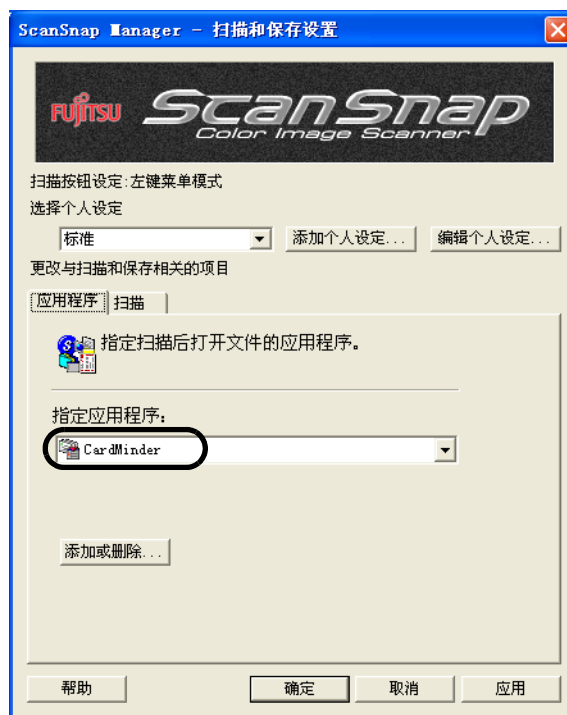 ScanSnap Manager - 扫描和保存设置
FUJITSU ScanSnap
Color Image Scanner
扫描按钮设定:左键菜单模式
选择个人设定
标准 添加个人设定... 编辑个人设定...
更改与扫描和保存相关的项目
应用程序 扫描
指定扫描后打开文件的应用程序。
指定应用程序:
CardMinder
添加或删除...
帮助 确定 取消 应用